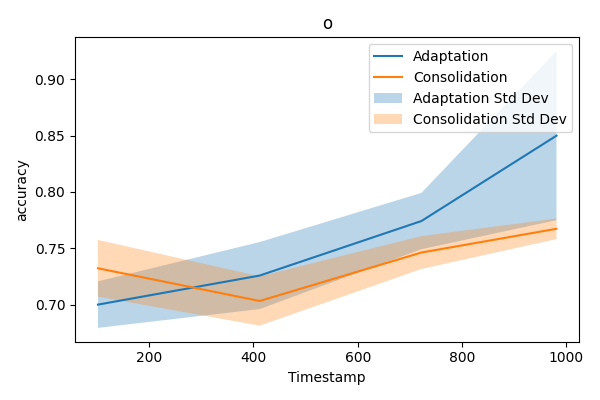 o
Adaptation
Consolidation
Adaptation Std Dev
Consolidation Std Dev
accuracy
0.90
0.85
0.80
0.75
0.70
200 400 600 800 1000
Timestamp